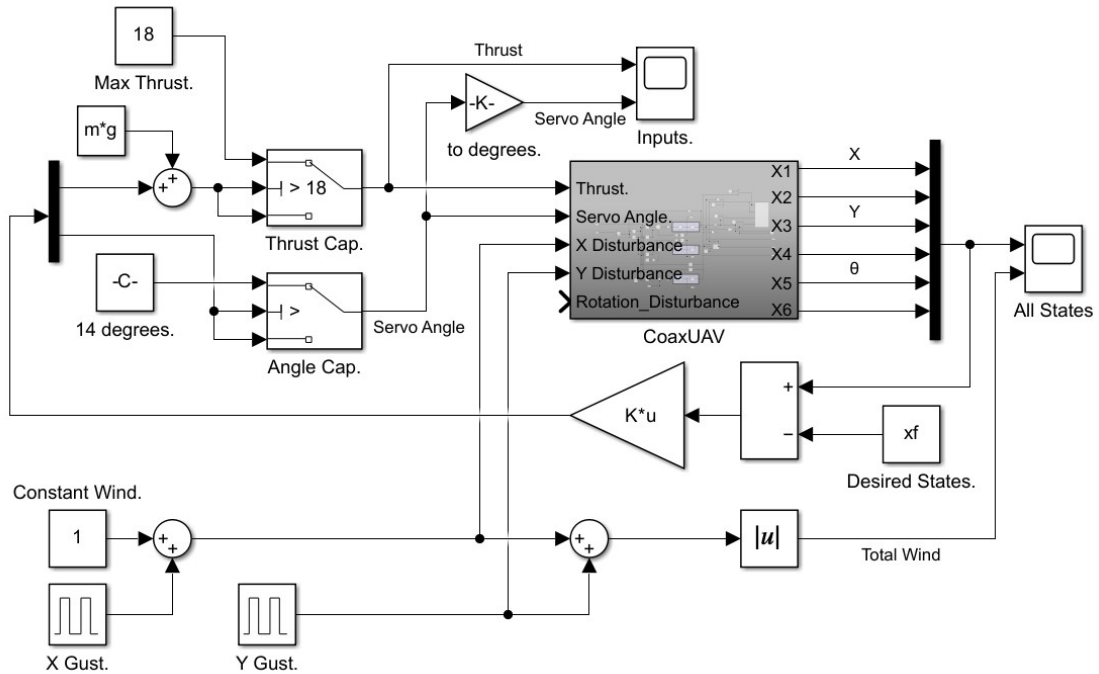 18
Max Thrust.
m*g
+
+
> 18
Thrust Cap.
-C-
14 degrees.
>
Angle Cap.
Servo Angle
Thrust
-K-
to degrees.
Servo Angle
Inputs.
Thrust.
Servo Angle.
X Disturbance
Y Disturbance
Rotation_Disturbance
X1
X2
X3
X4
X5
X6
CoaxUAV
X
Y
θ
All States
K*u
+
−
xf
Desired States.
Constant Wind.
1
+
+
X Gust.
Y Gust.
+
+
|u|
Total Wind